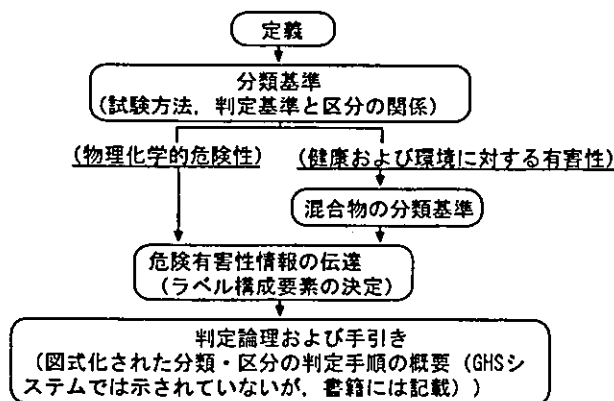 定義
分類基準
(試験方法，判定基準と区分の関係)
(物理化学的危険性)
(健康および環境に対する有害性)
混合物の分類基準
危険有害性情報の伝達
(ラベル構成要素の決定)
判定論理および手引き
(図式化された分類・区分の判定手順の概要（GHSシ
ステムでは示されていないが，書籍には記載）)